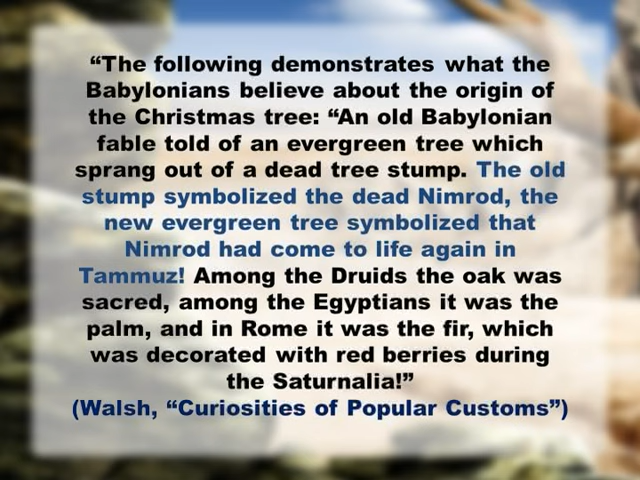 “The following demonstrates what the
Babylonians believe about the origin of
the Christmas tree: “An old Babylonian
fable told of an evergreen tree which
sprang out of a dead tree stump. The old
stump symbolized the dead Nimrod, the
new evergreen tree symbolized that
Nimrod had come to life again in
Tammuz! Among the Druids the oak was
sacred, among the Egyptians it was the
palm, and in Rome it was the fir, which
was decorated with red berries during
the Saturnalia!”
(Walsh, “Curiosities of Popular Customs”)